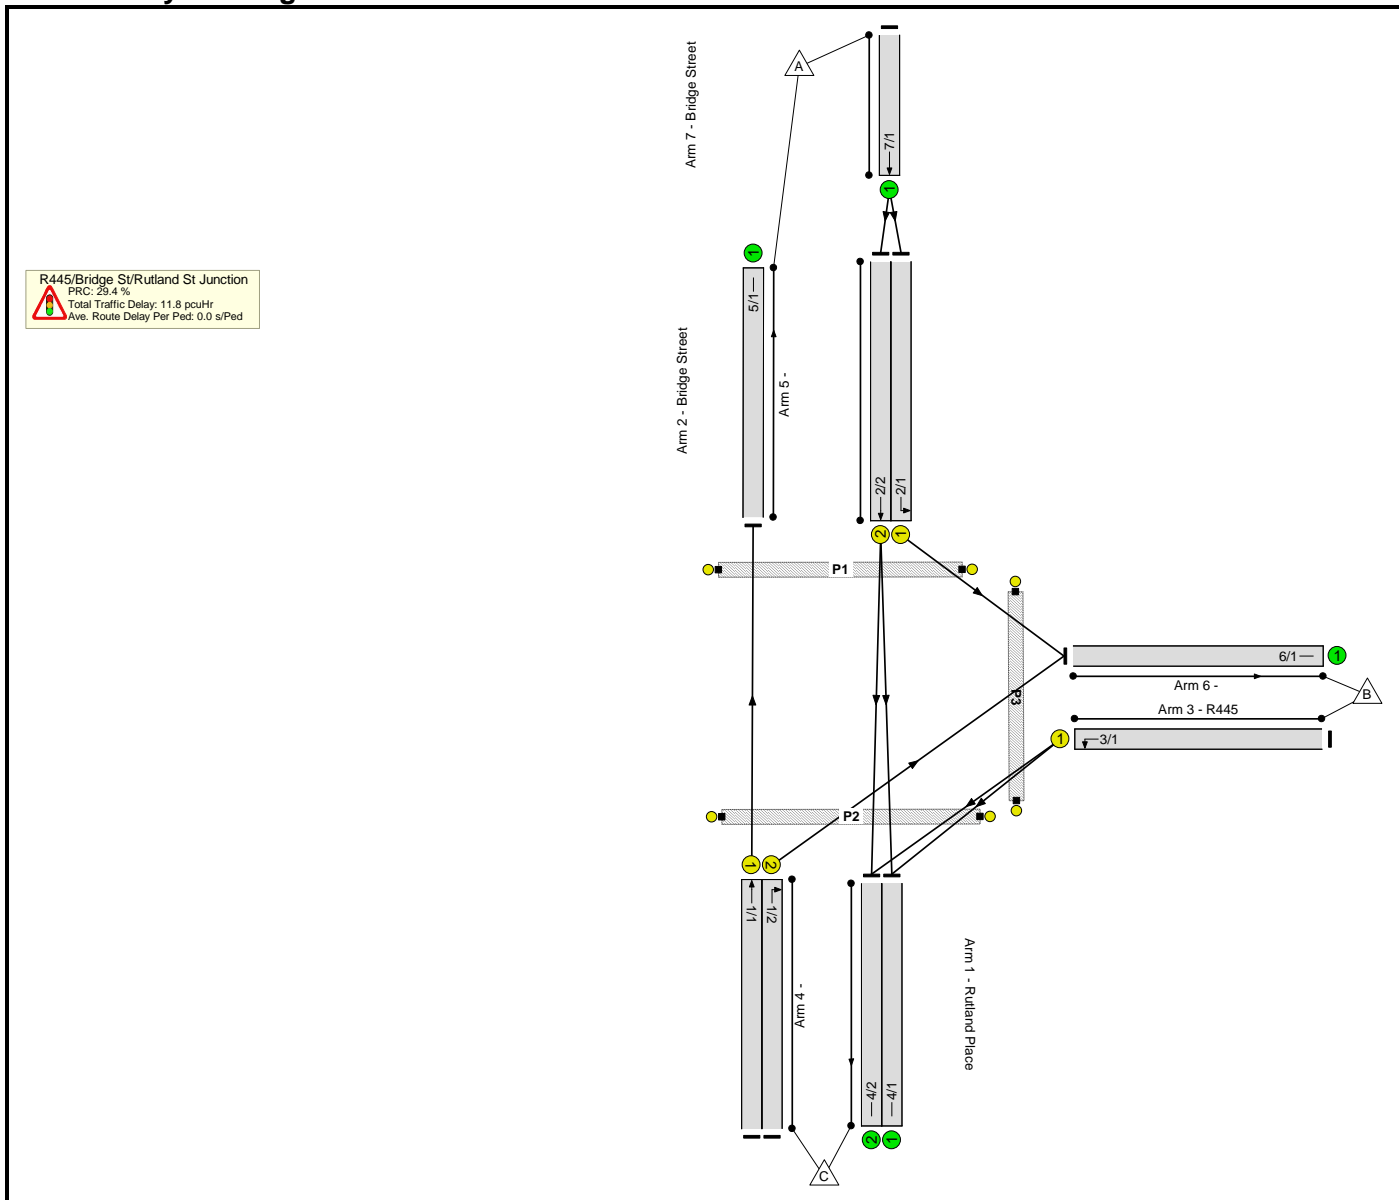 Arm 7 - Bridge Street
A
7/1
1
R445/Bridge St/Rutland St Junction
PRC: 29.4 %
Total Traffic Delay: 11.8 pcuHr
Ave. Route Delay Per Ped: 0.0 s/Ped
1
5/1
Arm 2 - Bridge Street
Arm 5 -
2/2
2/1
2
1
P1
P3
6/1
1
Arm 6 -
B
Arm 3 - R445
1
3/1
P2
1
2
1/1
1/2
Arm 4 -
Arm 1 - Rutland Place
4/2
4/1
2
1
C